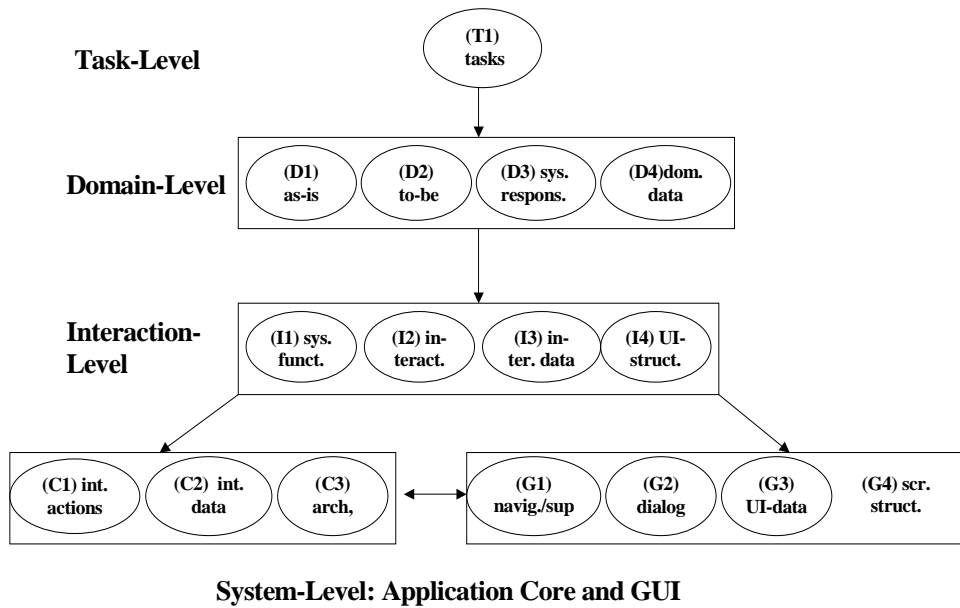 (T1)
tasks
Task-Level
(D1)
as-is
(D2)
to-be
(D3) sys.
respons.
(D4)dom.
data
Domain-Level
(I1) sys.
funct.
(I2) in-
teract.
(I3) in-
ter. data
(I4) UI-
struct.
Interaction-
Level
(C1) int.
actions
(C2) int.
data
(C3)
arch,
(G1)
navig./sup
(G2)
dialog
(G3)
UI-data
(G4) scr.
struct.
System-Level: Application Core and GUI